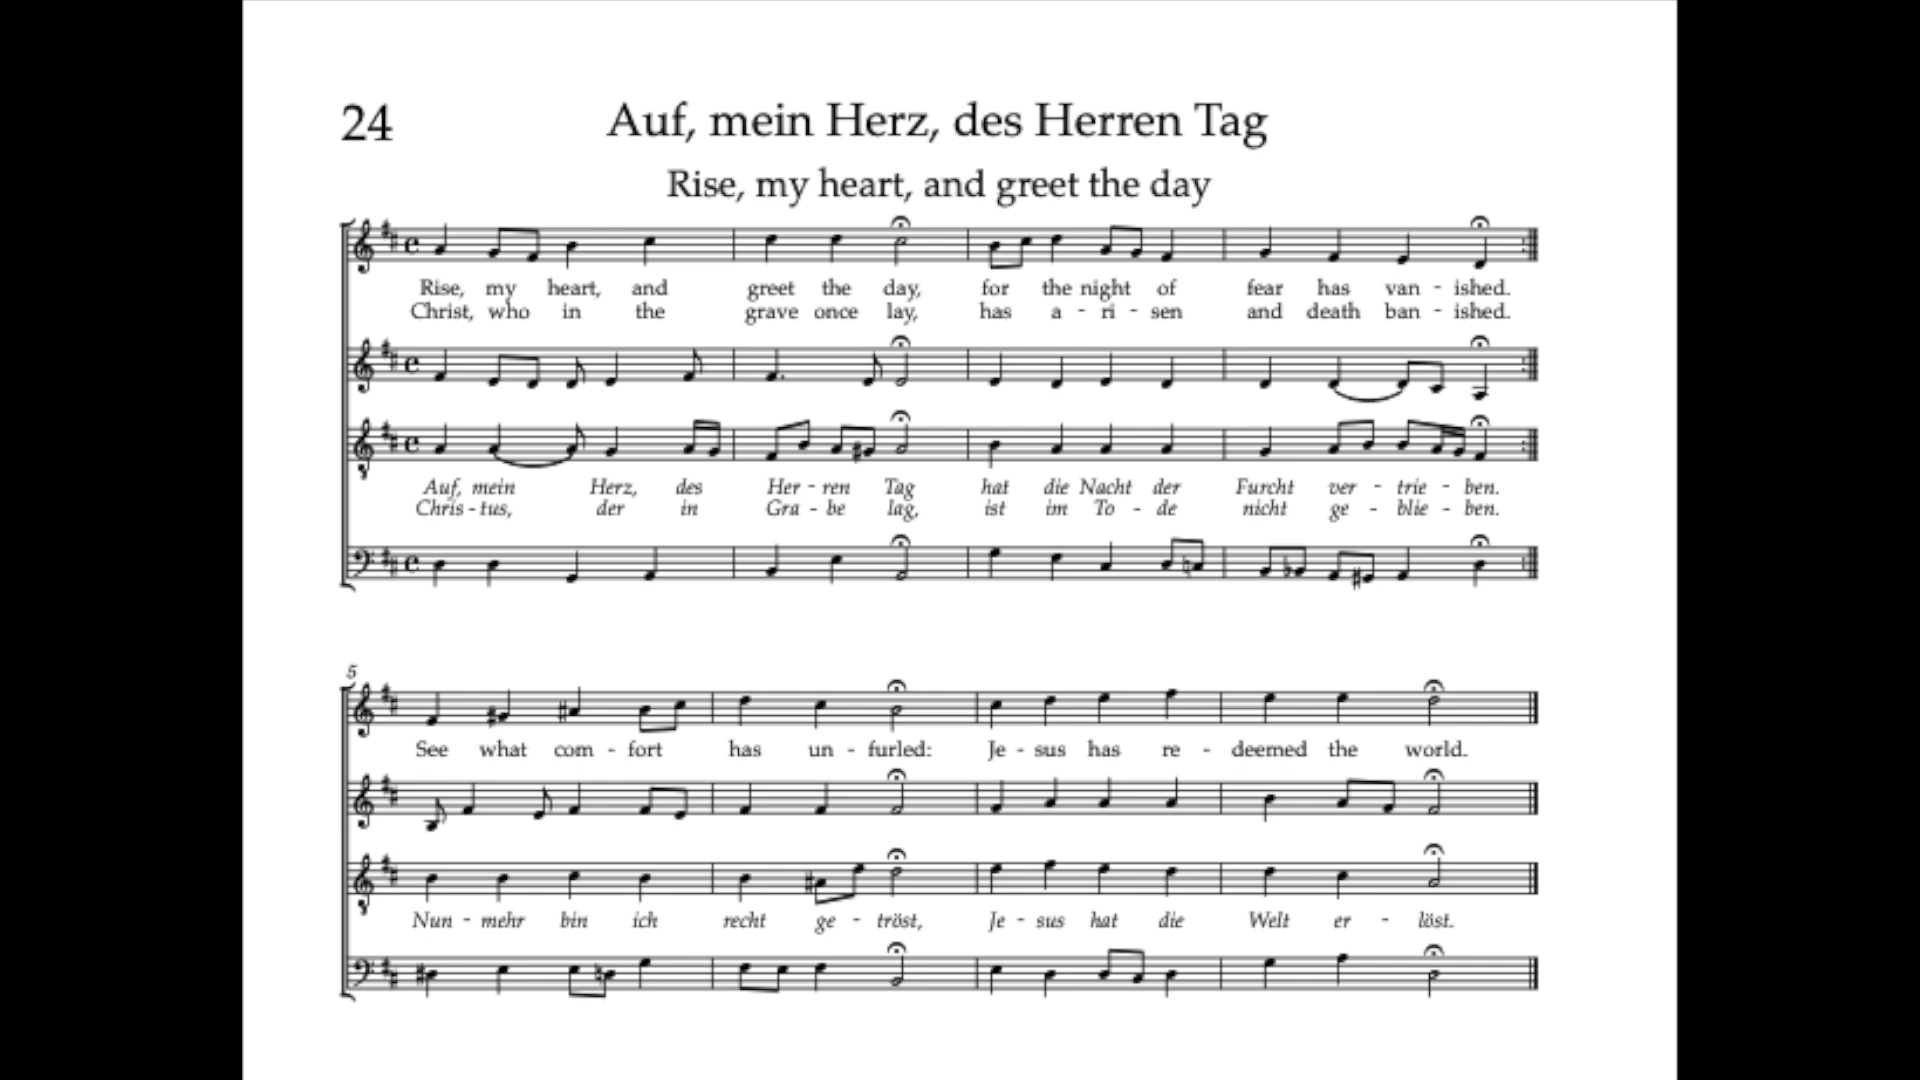 24
Auf, mein Herz, des Herren Tag
Rise, my heart, and greet the day
Rise, my heart, and greet the day, for the night of fear has van - ished.
Christ, who in the grave once lay, has a - ri - sen and death ban - ished.
Auf, mein Herz, des Her - ren Tag hat die Nacht der Furcht ver - trie - ben.
Chris - tus, der in Gra - be lag, ist im To - de nicht ge - blie - ben.
5
See what com - fort has un - furled: Je - sus has re - deemed the world.
Nun - mehr bin ich recht ge - tröst, Je - sus hat die Welt er - löst.